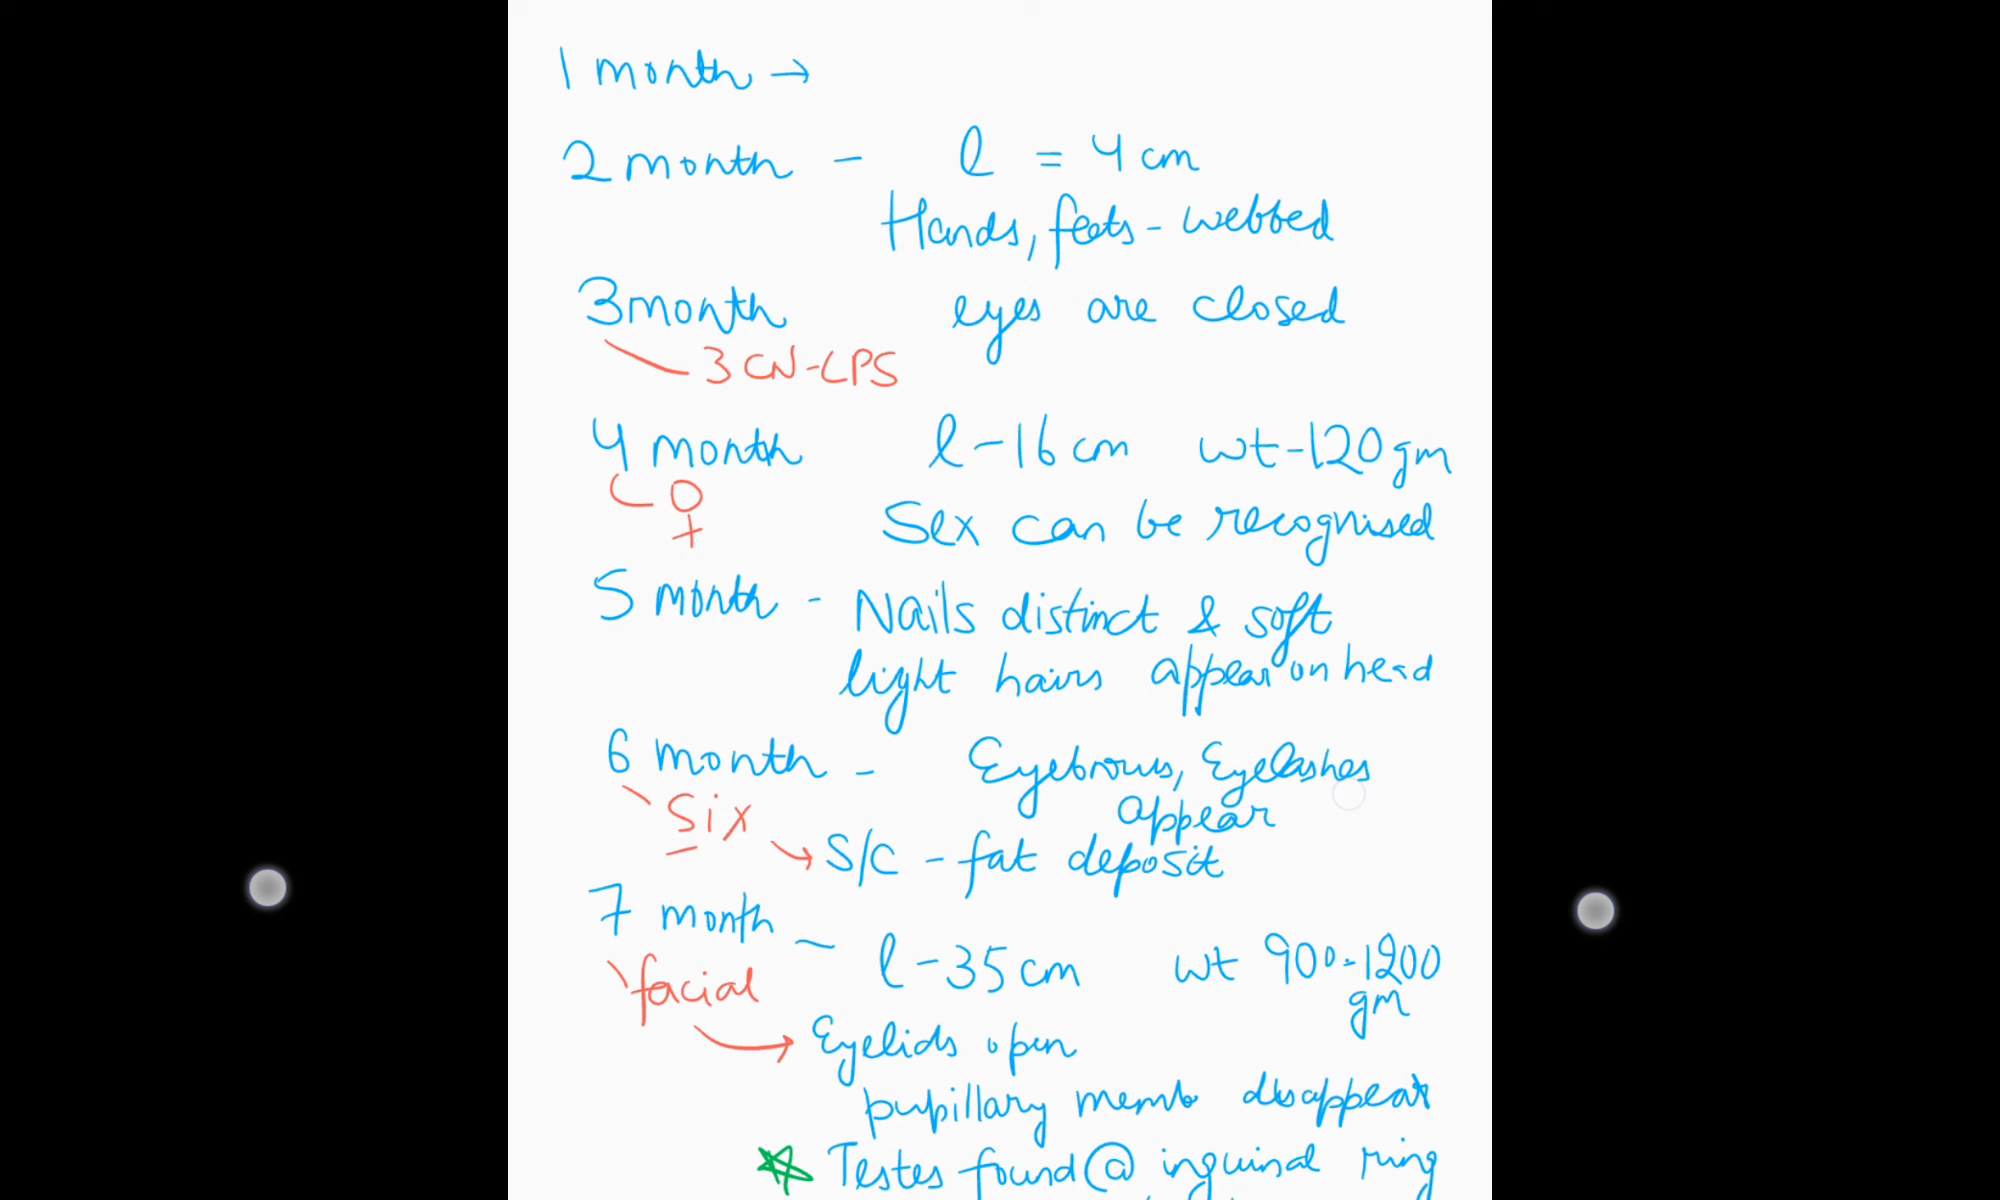 1 month →
2 month - l = 4 cm
Hands, feets - webbed
3 month eyes are closed
3 CN-LPS
4 month l - 16 cm wt - 120 gm
♀
Sex can be recognised
5 month - Nails distinct & soft
light hairs appear on head
6 month - Eyebrows, Eyelashes
appear
Six
→ S/C - fat deposit
7 month - l - 35 cm wt 900-1200
gm
facial
→ Eyelids open
pupillary memb disappear
☆ Testes found @ inguinal ring